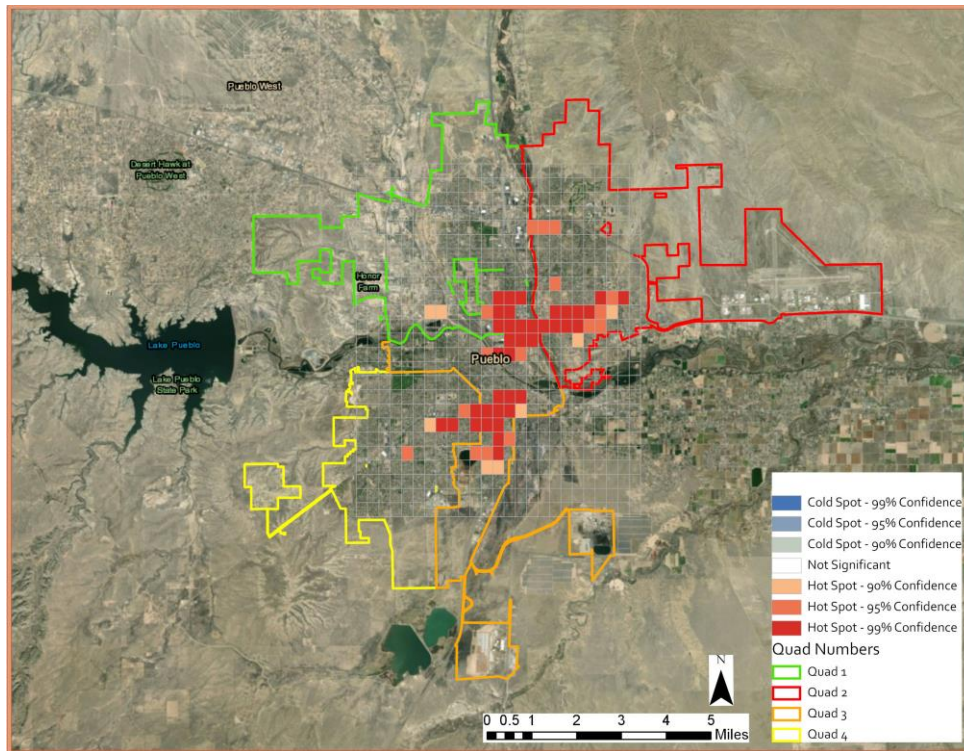 Pueblo West
Desert Hawk at
Pueblo West
Honor
Farm
Lake Pueblo
Pueblo
Lake Pueblo
State Park
Cold Spot - 99% Confidence
Cold Spot - 95% Confidence
Cold Spot - 90% Confidence
Not Significant
Hot Spot - 90% Confidence
Hot Spot - 95% Confidence
Hot Spot - 99% Confidence
Quad Numbers
Quad 1
Quad 2
Quad 3
Quad 4
N
0 0.5 1 2 3 4 5
Miles